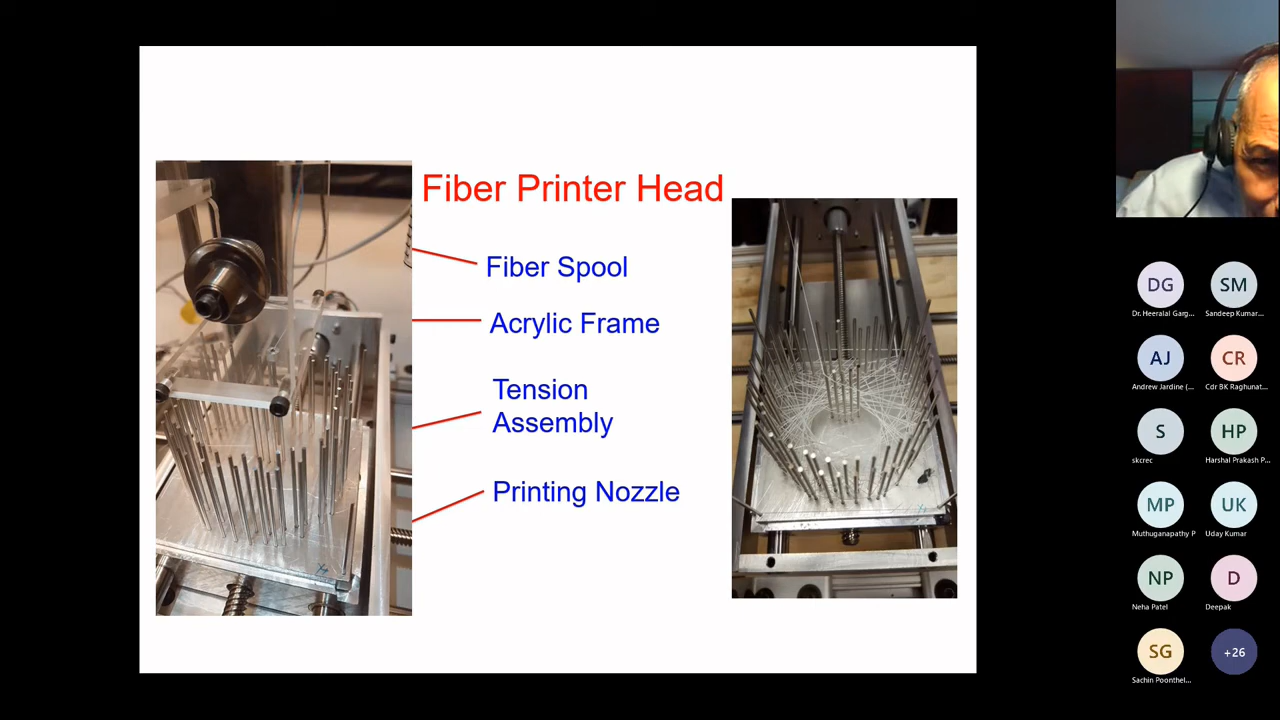 Fiber Printer Head
Fiber Spool
Acrylic Frame
Tension
Assembly
Printing Nozzle
DG
SM
Dr. Heeralal Garg...
Sandeep Kumar...
AJ
CR
Andrew Jardine (...
Cdr BK Raghunat...
S
HP
skcrec
Harshal Prakash P...
MP
UK
Muthuganapathy P
Uday Kumar
NP
D
Neha Patel
Deepak
SG
+26
Sachin Poonthel...